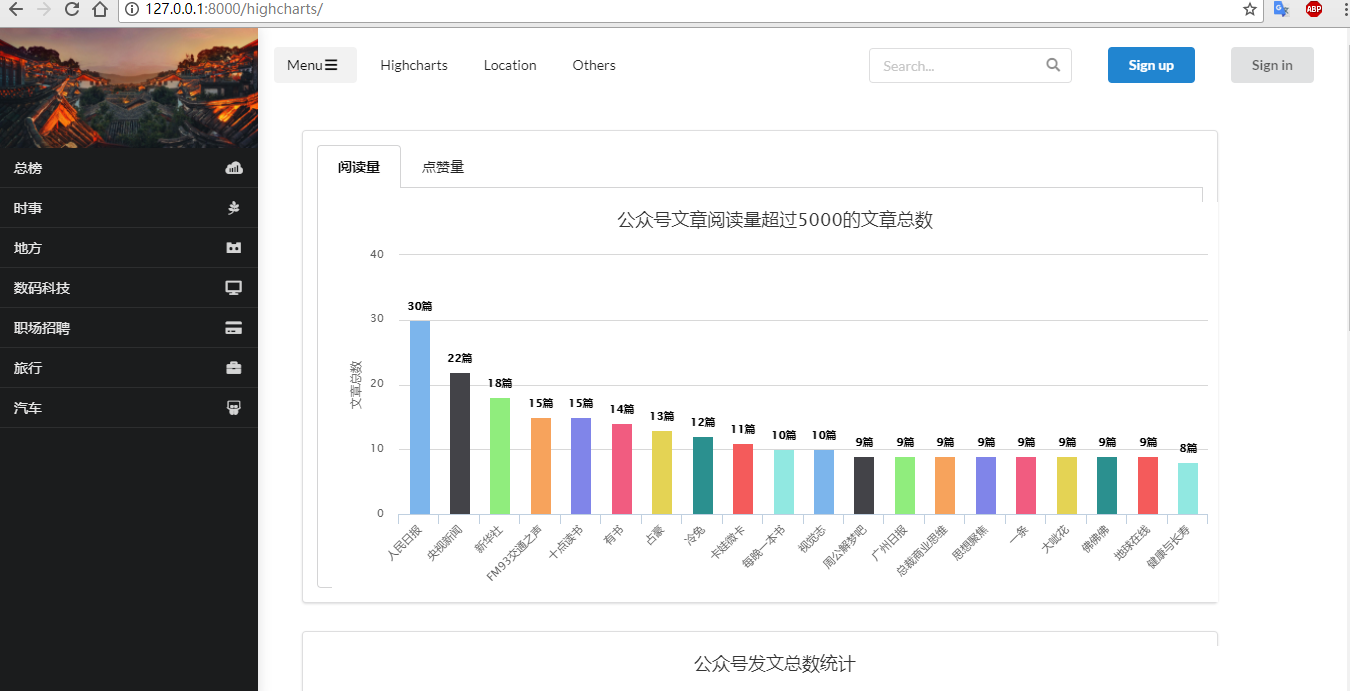 127.0.0.1:8000/highcharts/
ABP
Menu
Highcharts
Location
Others
Search...
Sign up
Sign in
总榜
时事
地方
数码科技
职场招聘
旅行
汽车
阅读量
点赞量
公众号文章阅读量超过5000的文章总数
文章总数
40
30
20
10
0
30篇
22篇
18篇
15篇
15篇
14篇
13篇
12篇
11篇
10篇
10篇
9篇
9篇
9篇
9篇
9篇
9篇
9篇
9篇
8篇
人民日报
央视新闻
新华社
FM93交通之声
十点读书
有书
占豪
冷兔
卡娃微卡
每晚一本书
视觉志
周公解梦吧
广州日报
总裁商业思维
思想聚焦
一条
大呲花
佛佛佛
地球在线
健康与长寿
公众号发文总数统计